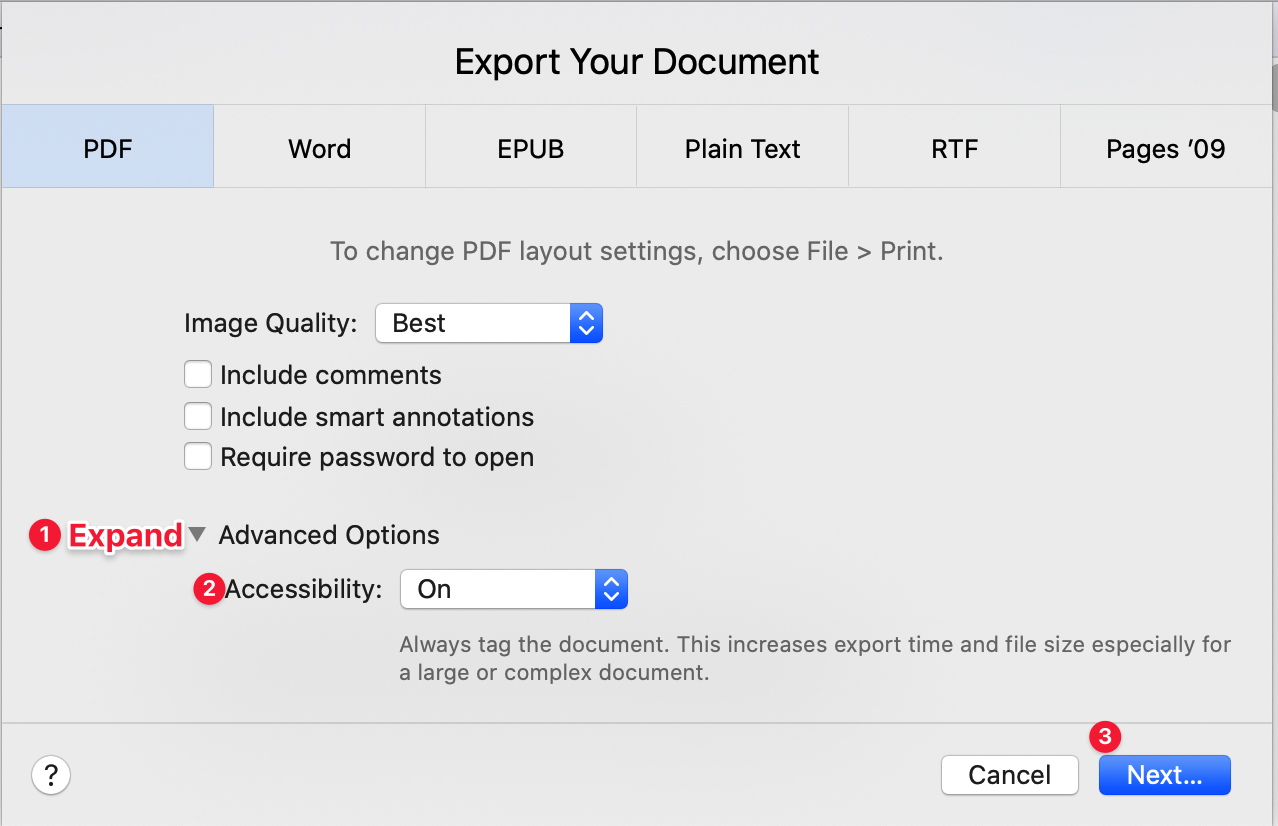 Export Your Document
PDF Word EPUB Plain Text RTF Pages ’09
To change PDF layout settings, choose File > Print.
Image Quality: Best
Include comments
Include smart annotations
Require password to open
1 Expand Advanced Options
2 Accessibility: On
Always tag the document. This increases export time and file size especially for
a large or complex document.
3
? Cancel Next...